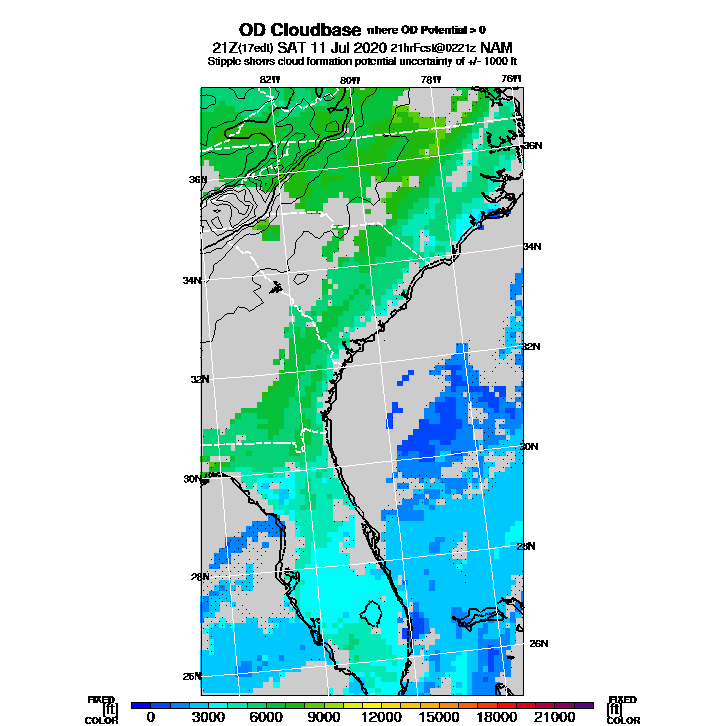 OD Cloudbase where OD Potential > 0
21Z(17edt) SAT 11 Jul 2020 21hrFcst@0221z NAM
Stipple shows cloud formation potential uncertainty of +/- 1000 ft
82W 80W 78W 76W
36N
36N
34N
34N
32N
32N
30N
30N
28N
28N
26N
26N
FIXED FIXED
[ft] [ft]
COLOR 0 3000 6000 9000 12000 15000 18000 21000 COLOR